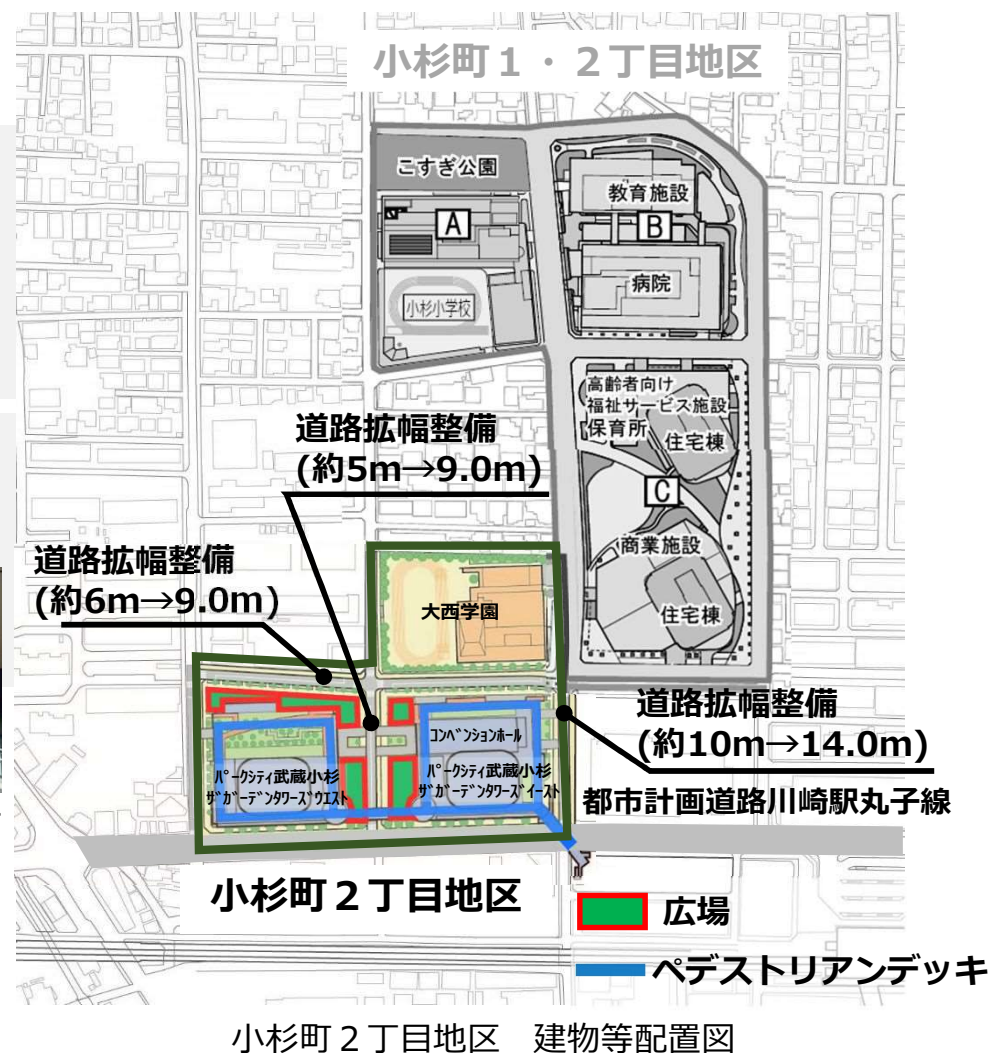 小杉町１・２丁目地区
こすぎ公園
A
小杉小学校
教育施設
B
病院
高齢者向け
福祉サービス施設
保育所
住宅棟
C
商業施設
住宅棟
道路拡幅整備
(約5m→9.0m)
道路拡幅整備
(約6m→9.0m)
大西学園
道路拡幅整備
(約10m→14.0m)
都市計画道路川崎駅丸子線
ｺﾝﾍﾞﾝｼｮﾝﾎｰﾙ
ﾊﾟｰｸｼﾃｨ武蔵小杉
ｻﾞｶﾞｰﾃﾞﾝﾀﾜｰｽﾞｳｴｽﾄ
ﾊﾟｰｸｼﾃｨ武蔵小杉
ｻﾞｶﾞｰﾃﾞﾝﾀﾜｰｽﾞｲｰｽﾄ
小杉町２丁目地区
広場
ペデストリアンデッキ
小杉町２丁目地区　建物等配置図